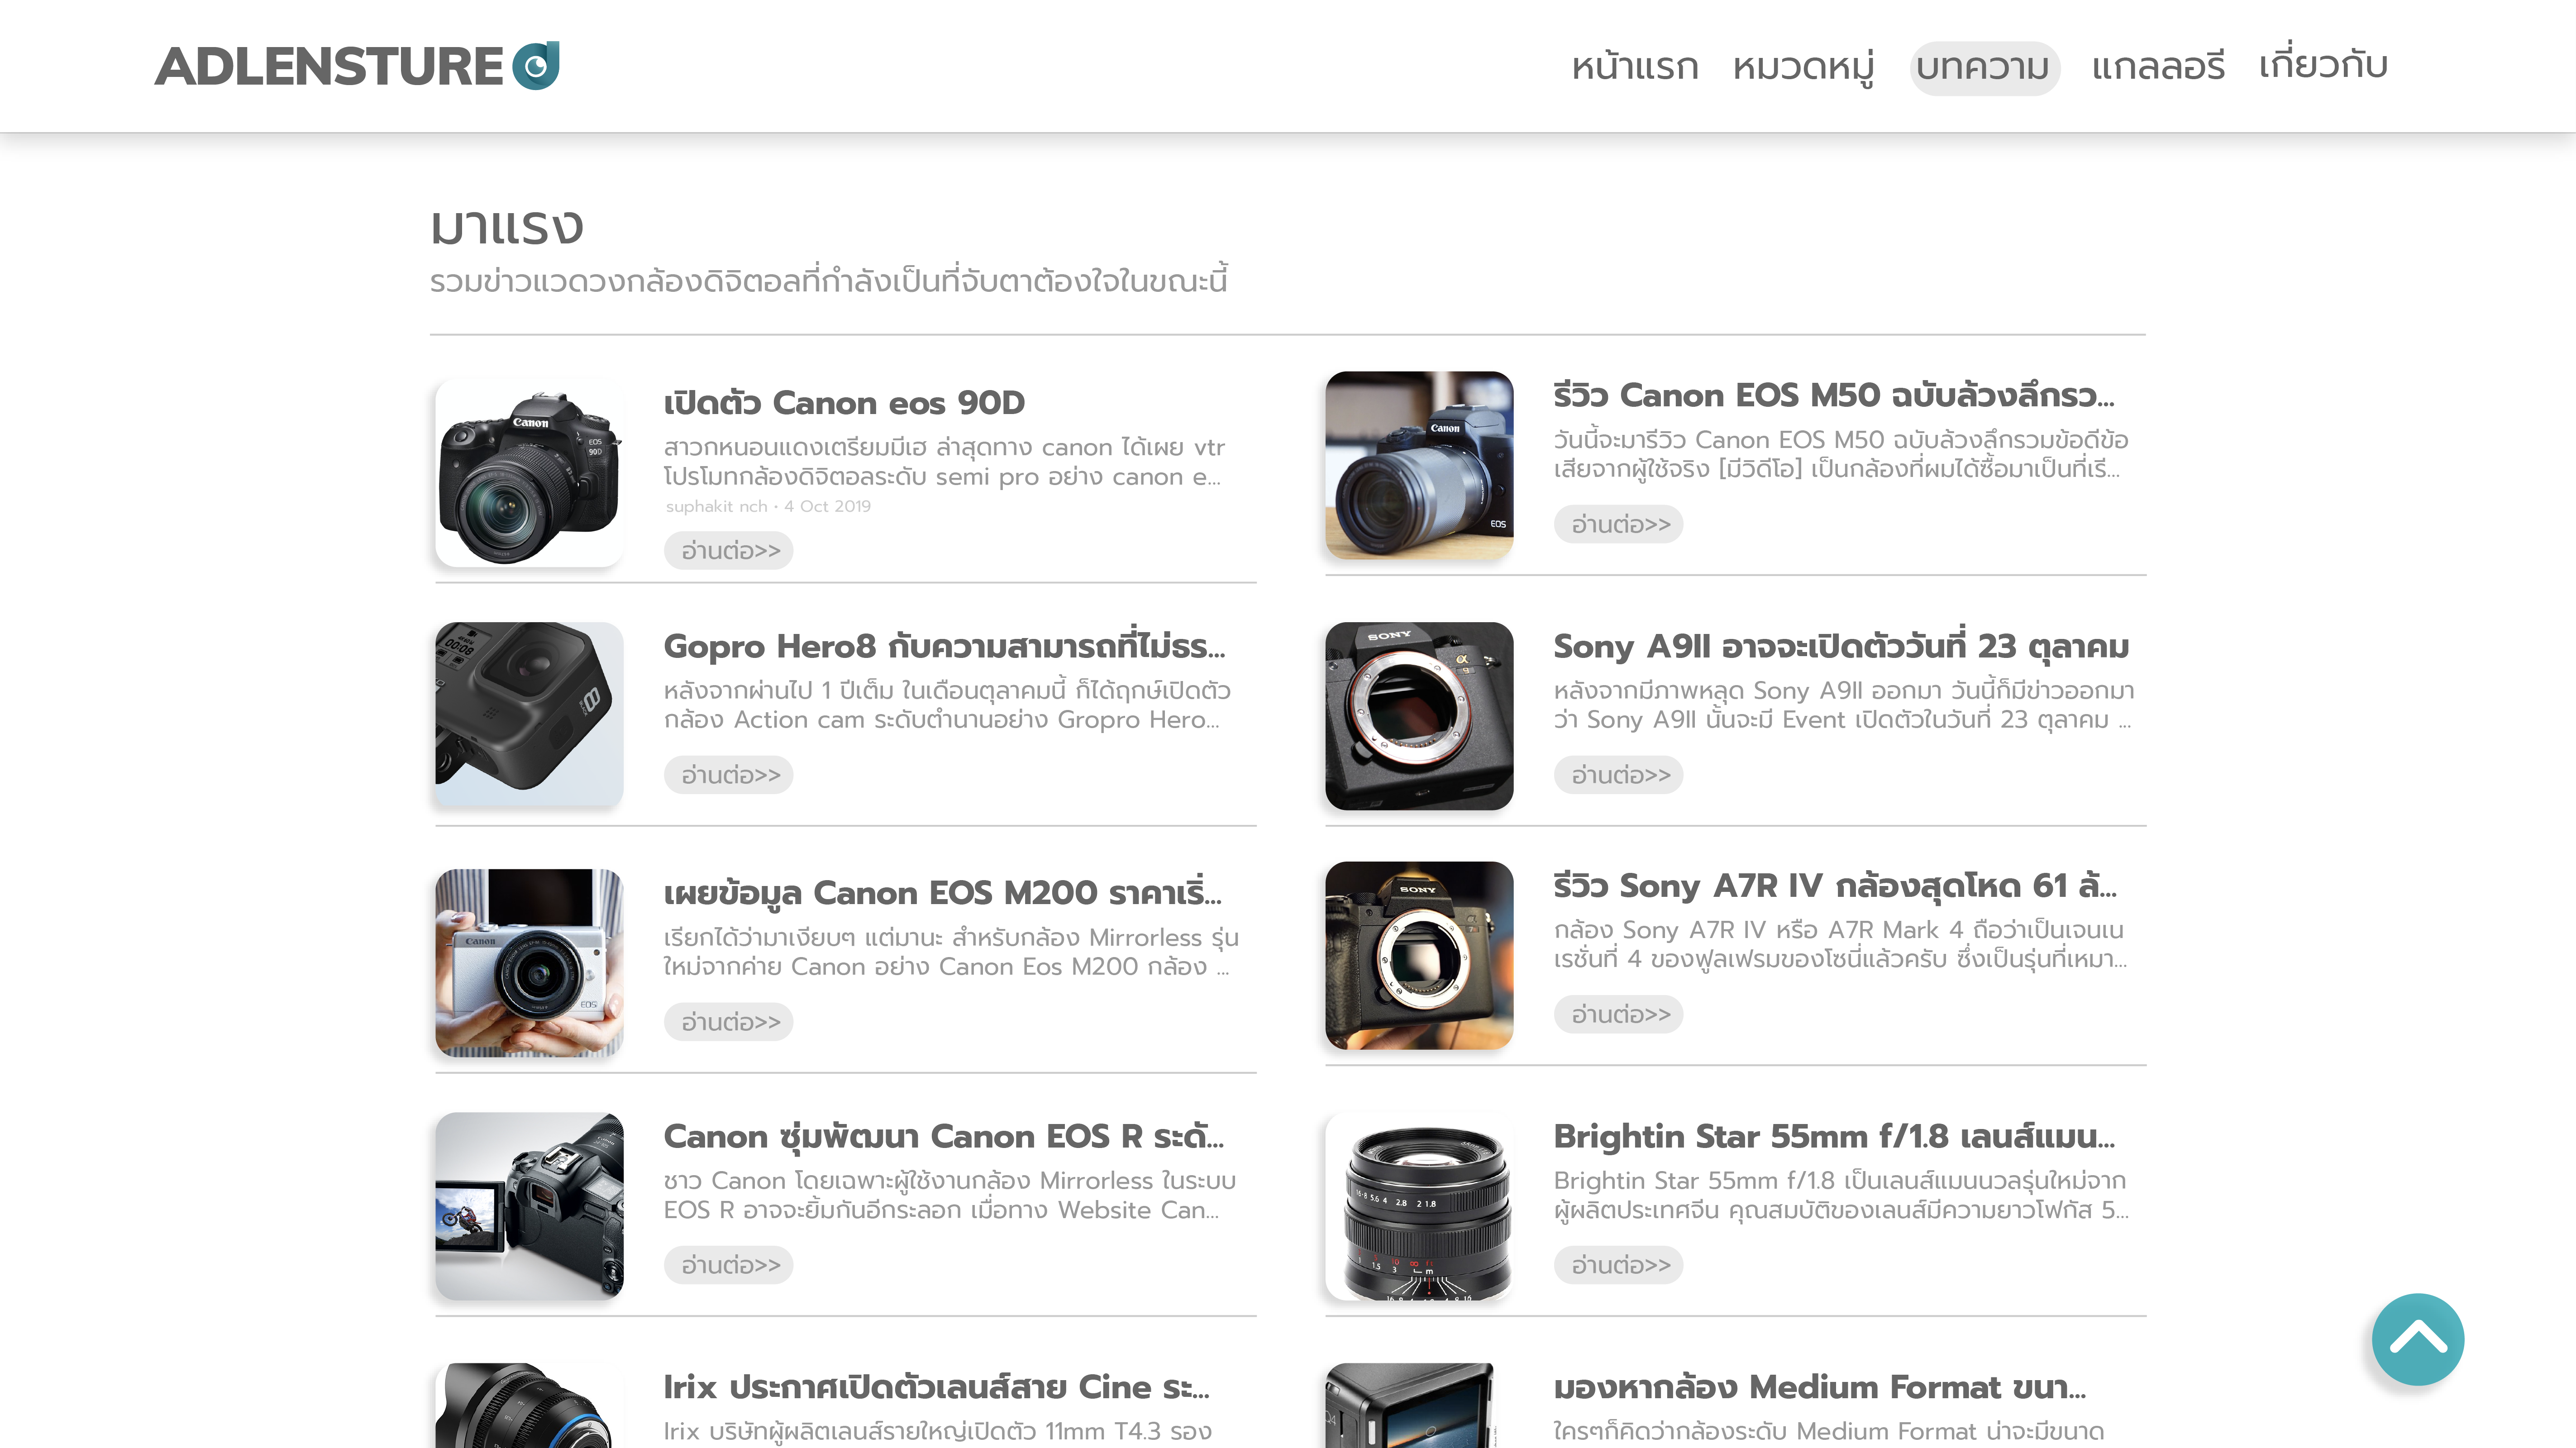 ADLENSTURE
หน้าแรก หมวดหมู่ บทความ แกลลอรี เกี่ยวกับ
มาแรง
รวมข่าวแวดวงกล้องดิจิตอลที่กำลังเป็นที่จับตาต้องใจในขณะนี้
Canon
EOS
90D
เปิดตัว Canon eos 90D
สาวกหนอนแดงเตรียมมีเฮ ล่าสุดทาง canon ได้เผย vtr
โปรโมทกล้องดิจิตอลระดับ semi pro อย่าง canon e...
suphakit nch • 4 Oct 2019
อ่านต่อ>>
Canon
EOS
รีวิว Canon EOS M50 ฉบับล้วงลึกรว...
วันนี้จะมารีวิว Canon EOS M50 ฉบับล้วงลึกรวมข้อดีข้อ
เสียจากผู้ใช้จริง [มีวิดีโอ] เป็นกล้องที่ผมได้ซื้อมาเป็นที่เรี...
อ่านต่อ>>
00:08
Gopro Hero8 กับความสามารถที่ไม่ธร...
หลังจากผ่านไป 1 ปีเต็ม ในเดือนตุลาคมนี้ ก็ได้ฤกษ์เปิดตัว
กล้อง Action cam ระดับตำนานอย่าง Gropro Hero...
อ่านต่อ>>
SONY
Sony A9II อาจจะเปิดตัววันที่ 23 ตุลาคม
หลังจากมีภาพหลุด Sony A9II ออกมา วันนี้ก็มีข่าวออกมา
ว่า Sony A9II นั้นจะมี Event เปิดตัวในวันที่ 23 ตุลาคม ...
อ่านต่อ>>
Canon
EOS
เผยข้อมูล Canon EOS M200 ราคาเริ่...
เรียกได้ว่ามาเงียบๆ แต่มานะ สำหรับกล้อง Mirrorless รุ่น
ใหม่จากค่าย Canon อย่าง Canon Eos M200 กล้อง ...
อ่านต่อ>>
SONY
รีวิว Sony A7R IV กล้องสุดโหด 61 ล้...
กล้อง Sony A7R IV หรือ A7R Mark 4 ถือว่าเป็นเจนเน
เรชั่นที่ 4 ของฟูลเฟรมของโซนี่แล้วครับ ซึ่งเป็นรุ่นที่เหมา...
อ่านต่อ>>
Canon ซุ่มพัฒนา Canon EOS R ระดั...
ชาว Canon โดยเฉพาะผู้ใช้งานกล้อง Mirrorless ในระบบ
EOS R อาจจะยิ้มกันอีกระลอก เมื่อทาง Website Can...
อ่านต่อ>>
16·8 5.6 4 2.8 2 1.8
Brightin Star 55mm f/1.8 เลนส์แมน...
Brightin Star 55mm f/1.8 เป็นเลนส์แมนนวลรุ่นใหม่จาก
ผู้ผลิตประเทศจีน คุณสมบัติของเลนส์มีความยาวโฟกัส 5...
อ่านต่อ>>
Irix ประกาศเปิดตัวเลนส์สาย Cine ระ...
Irix บริษัทผู้ผลิตเลนส์รายใหญ่เปิดตัว 11mm T4.3 รอง
มองหากล้อง Medium Format ขนา...
ใครๆก็คิดว่ากล้องระดับ Medium Format น่าจะมีขนาด